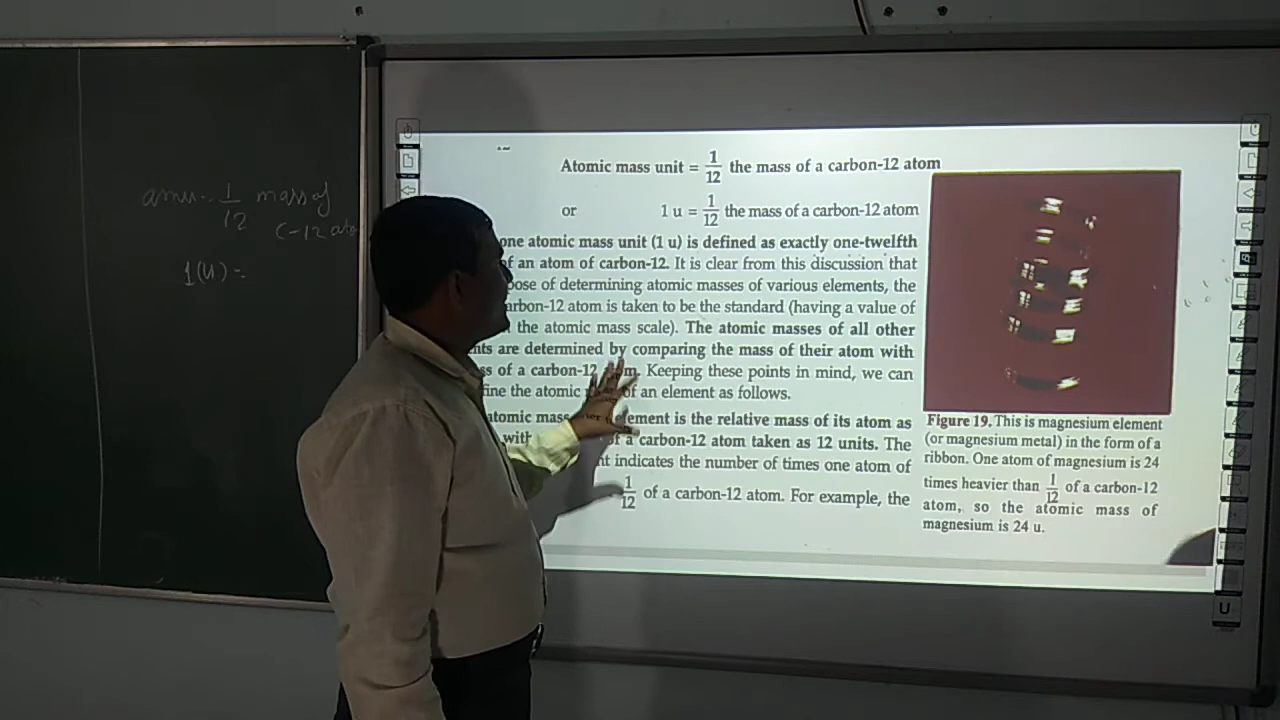 amu.. 1/12 mass of
C-12 ato
1(u) =
Atomic mass unit = 1/12 the mass of a carbon-12 atom
or 1 u = 1/12 the mass of a carbon-12 atom
one atomic mass unit (1 u) is defined as exactly one-twelfth
of an atom of carbon-12. It is clear from this discussion that
pose of determining atomic masses of various elements, the
arbon-12 atom is taken to be the standard (having a value of
the atomic mass scale). The atomic masses of all other
nts are determined by comparing the mass of their atom with
ss of a carbon-12 Keeping these points in mind, we can
ine the atomic of an element as follows.
atomic mass element is the relative mass of its atom as
with of a carbon-12 atom taken as 12 units. The
nt indicates the number of times one atom of
1/12 of a carbon-12 atom. For example, the
Figure 19. This is magnesium element
(or magnesium metal) in the form of a
ribbon. One atom of magnesium is 24
times heavier than 1/12 of a carbon-12
atom, so the atomic mass of
magnesium is 24 u.
U